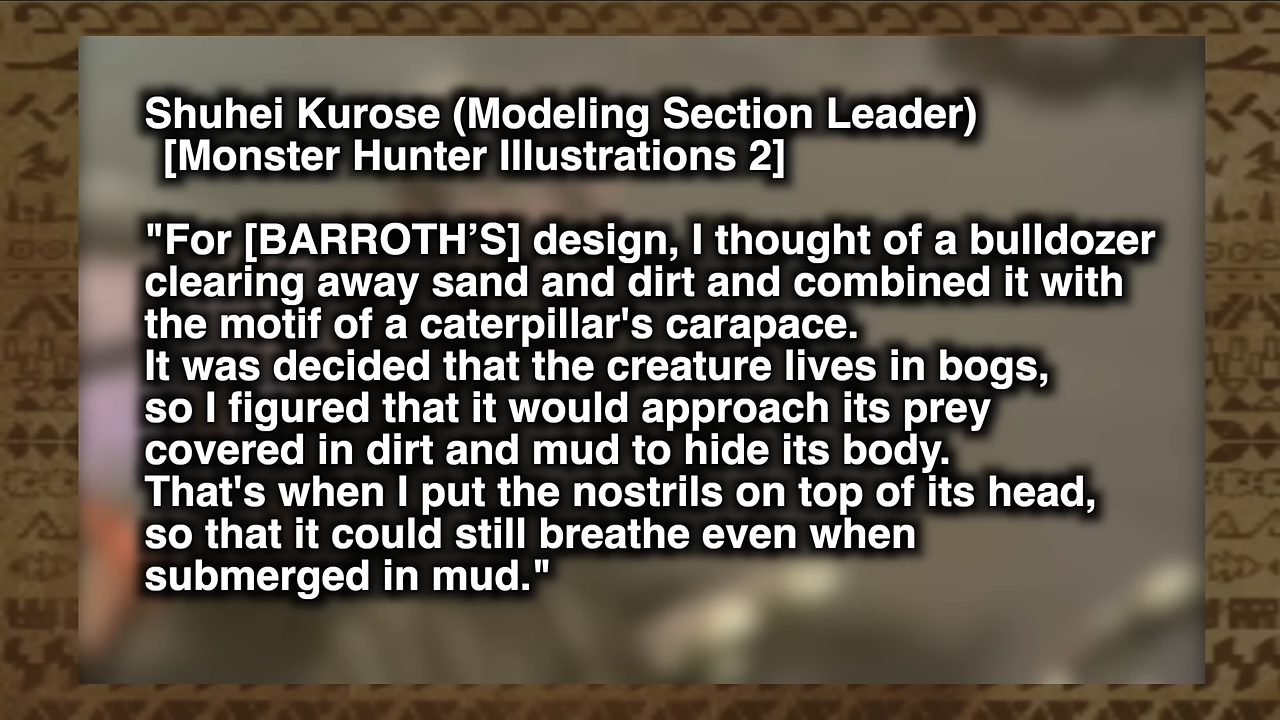 Shuhei Kurose (Modeling Section Leader)
[Monster Hunter Illustrations 2]
"For [BARROTH’S] design, I thought of a bulldozer
clearing away sand and dirt and combined it with
the motif of a caterpillar's carapace.
It was decided that the creature lives in bogs,
so I figured that it would approach its prey
covered in dirt and mud to hide its body.
That's when I put the nostrils on top of its head,
so that it could still breathe even when
submerged in mud."